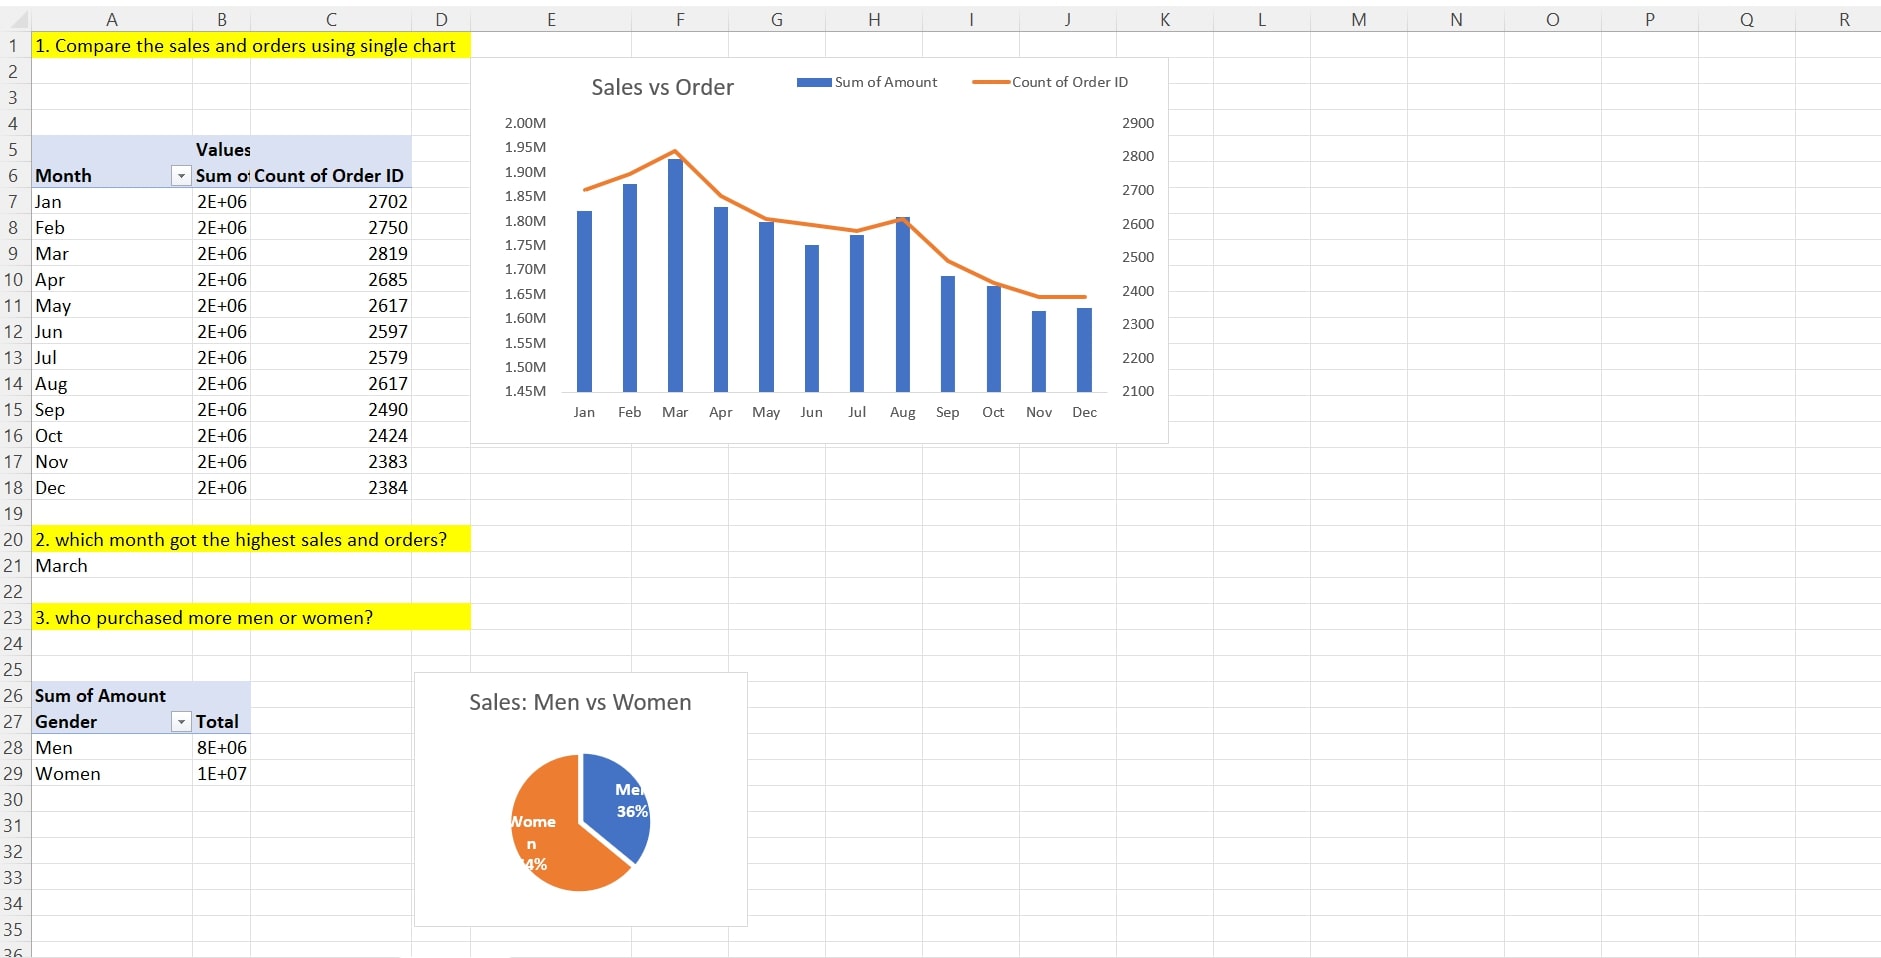 A B C D E F G H I J K L M N O P Q R
1 1. Compare the sales and orders using single chart
2
3
4
5 Values
6 Month Sum of Count of Order ID
7 Jan 2E+06 2702
8 Feb 2E+06 2750
9 Mar 2E+06 2819
10 Apr 2E+06 2685
11 May 2E+06 2617
12 Jun 2E+06 2597
13 Jul 2E+06 2579
14 Aug 2E+06 2617
15 Sep 2E+06 2490
16 Oct 2E+06 2424
17 Nov 2E+06 2383
18 Dec 2E+06 2384
19
20 2. which month got the highest sales and orders?
21 March
22
23 3. who purchased more men or women?
24
25
26 Sum of Amount
27 Gender Total
28 Men 8E+06
29 Women 1E+07
30
31
32
33
34
35
36
Sales vs Order
Sum of Amount Count of Order ID
2.00M 2900
1.95M
1.90M 2800
1.85M 2700
1.80M 2600
1.75M
1.70M 2500
1.65M 2400
1.60M 2300
1.55M
1.50M 2200
1.45M 2100
Jan Feb Mar Apr May Jun Jul Aug Sep Oct Nov Dec
Sales: Men vs Women
Men
36%
Wome
n
4%